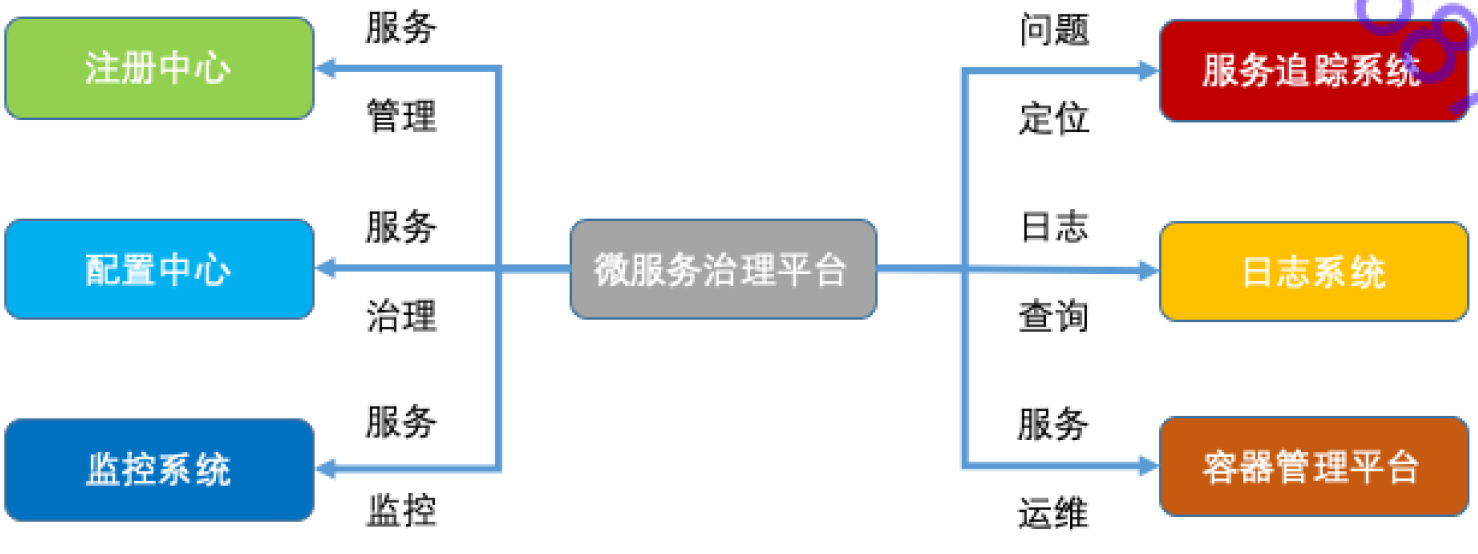 注册中心
服务
管理
配置中心
服务
治理
监控系统
服务
监控
微服务治理平台
问题
定位
服务追踪系统
日志
查询
日志系统
服务
运维
容器管理平台